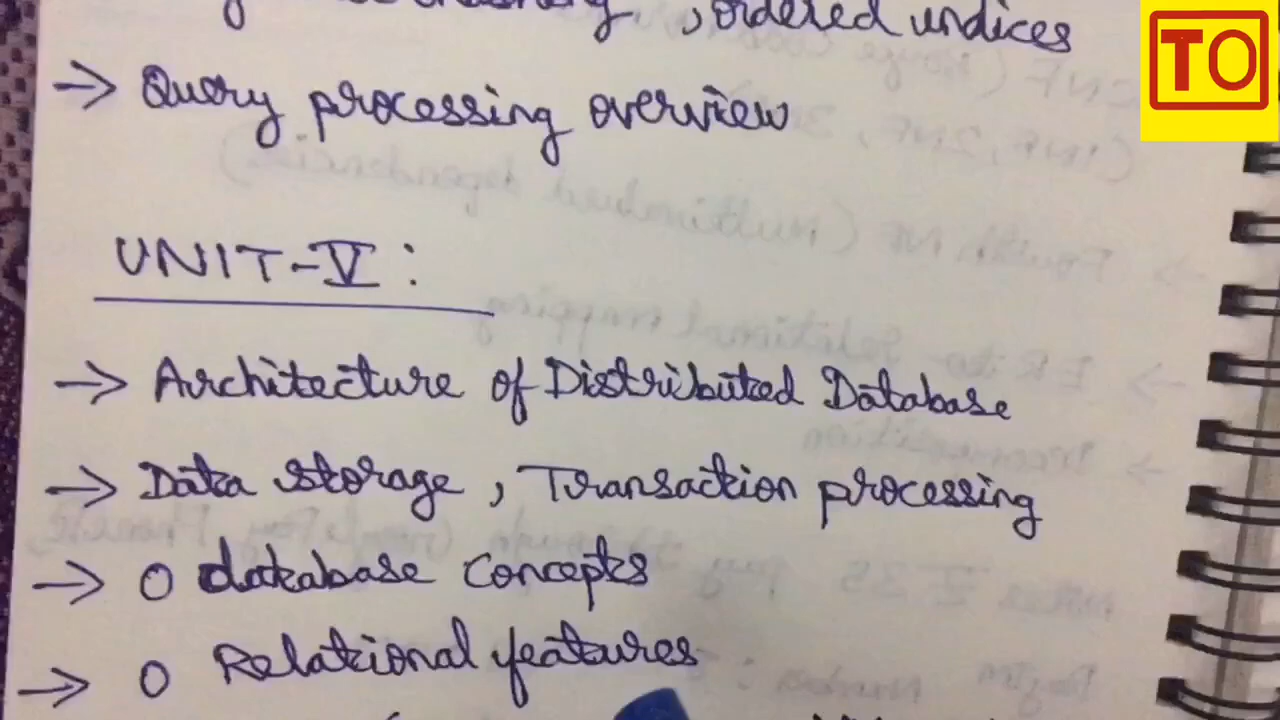 , ordered indices
→ Query processing overview
TO
UNIT-V:
→ Architecture of Distributed Database
→ Data storage, Transaction processing
→ O database concepts
→ O Relational features